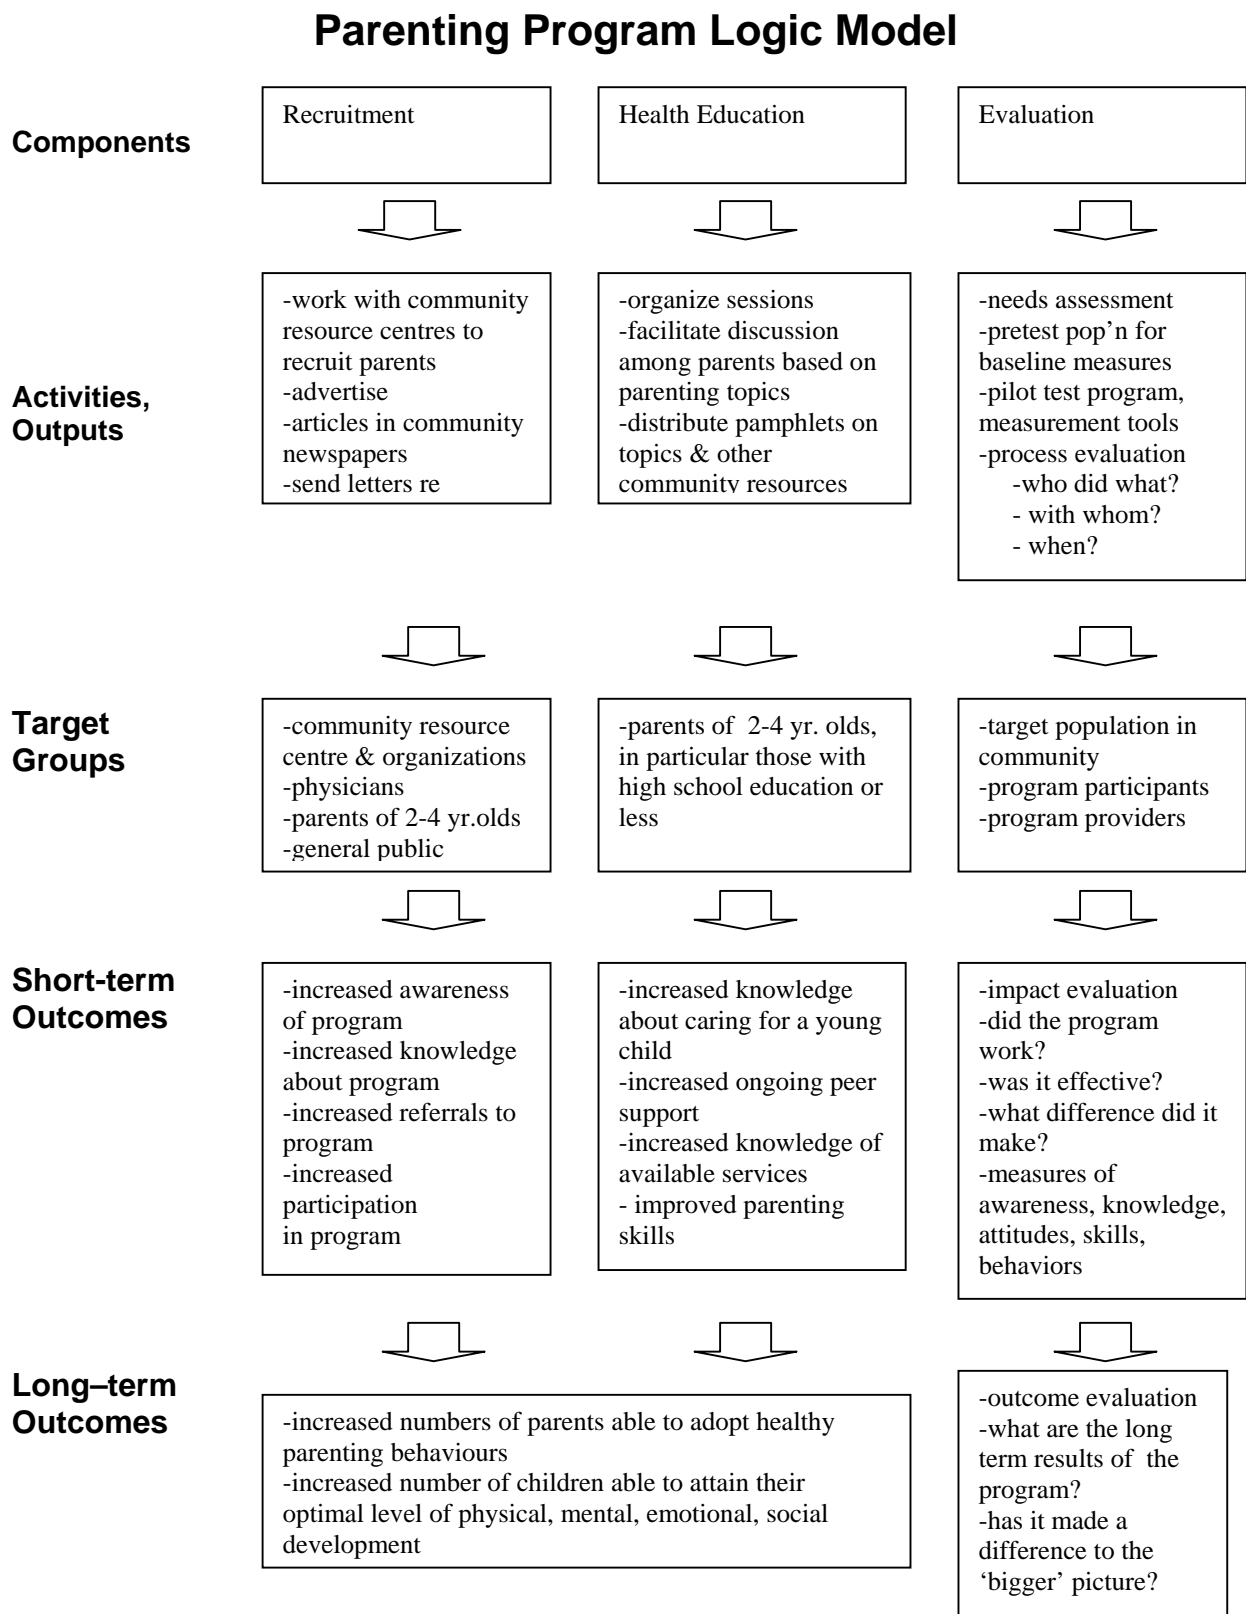 Parenting Program Logic Model
Components
Recruitment
Health Education
Evaluation
Activities,
Outputs
-work with community
resource centres to
recruit parents
-advertise
-articles in community
newspapers
-send letters re
-organize sessions
-facilitate discussion
among parents based on
parenting topics
-distribute pamphlets on
topics & other
community resources
-needs assessment
-pretest pop’n for
baseline measures
-pilot test program,
measurement tools
-process evaluation
-who did what?
- with whom?
- when?
Target
Groups
-community resource
centre & organizations
-physicians
-parents of 2-4 yr.olds
-general public
-parents of  2-4 yr. olds,
in particular those with
high school education or
less
-target population in
community
-program participants
-program providers
Short-term
Outcomes
-increased awareness
of program
-increased knowledge
about program
-increased referrals to
program
-increased
participation
in program
-increased knowledge
about caring for a young
child
-increased ongoing peer
support
-increased knowledge of
available services
- improved parenting
skills
-impact evaluation
-did the program
work?
-was it effective?
-what difference did it
make?
-measures of
awareness, knowledge,
attitudes, skills,
behaviors
Long–term
Outcomes
-increased numbers of parents able to adopt healthy
parenting behaviours
-increased number of children able to attain their
optimal level of physical, mental, emotional, social
development
-outcome evaluation
-what are the long
term results of  the
program?
-has it made a
difference to the
‘bigger’ picture?